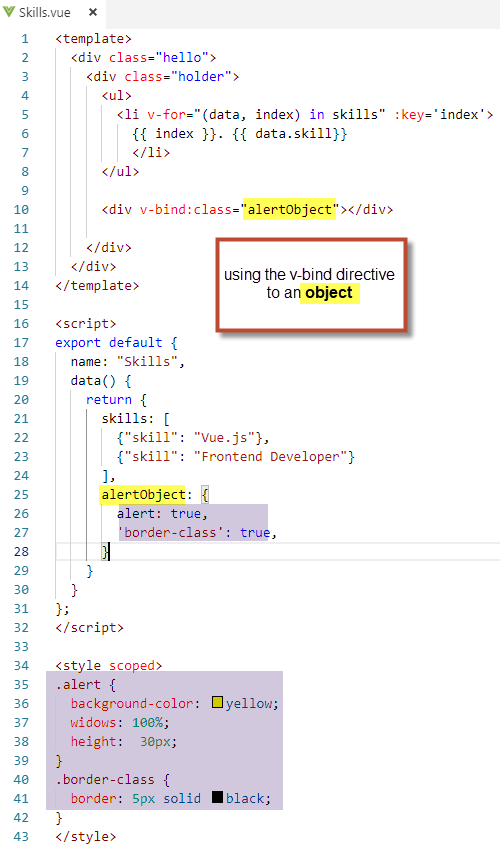 Skills.vue ×
1 <template>
2 <div class="hello">
3 <div class="holder">
4 <ul>
5 <li v-for="(data, index) in skills" :key='index'>
6 {{ index }}. {{ data.skill}}
7 </li>
8 </ul>
9
10 <div v-bind:class="alertObject"></div>
11
12 </div>
13 </div>
14 </template>
using the v-bind directive
to an object
15
16 <script>
17 export default {
18 name: "Skills",
19 data() {
20 return {
21 skills: [
22 {"skill": "Vue.js"},
23 {"skill": "Frontend Developer"}
24 ],
25 alertObject: {
26 alert: true,
27 'border-class': true,
28 }
29 }
30 }
31 };
32 </script>
33
34 <style scoped>
35 .alert {
36 background-color: yellow;
37 widows: 100%;
38 height:  30px;
39 }
40 .border-class {
41 border: 5px solid black;
42 }
43 </style>